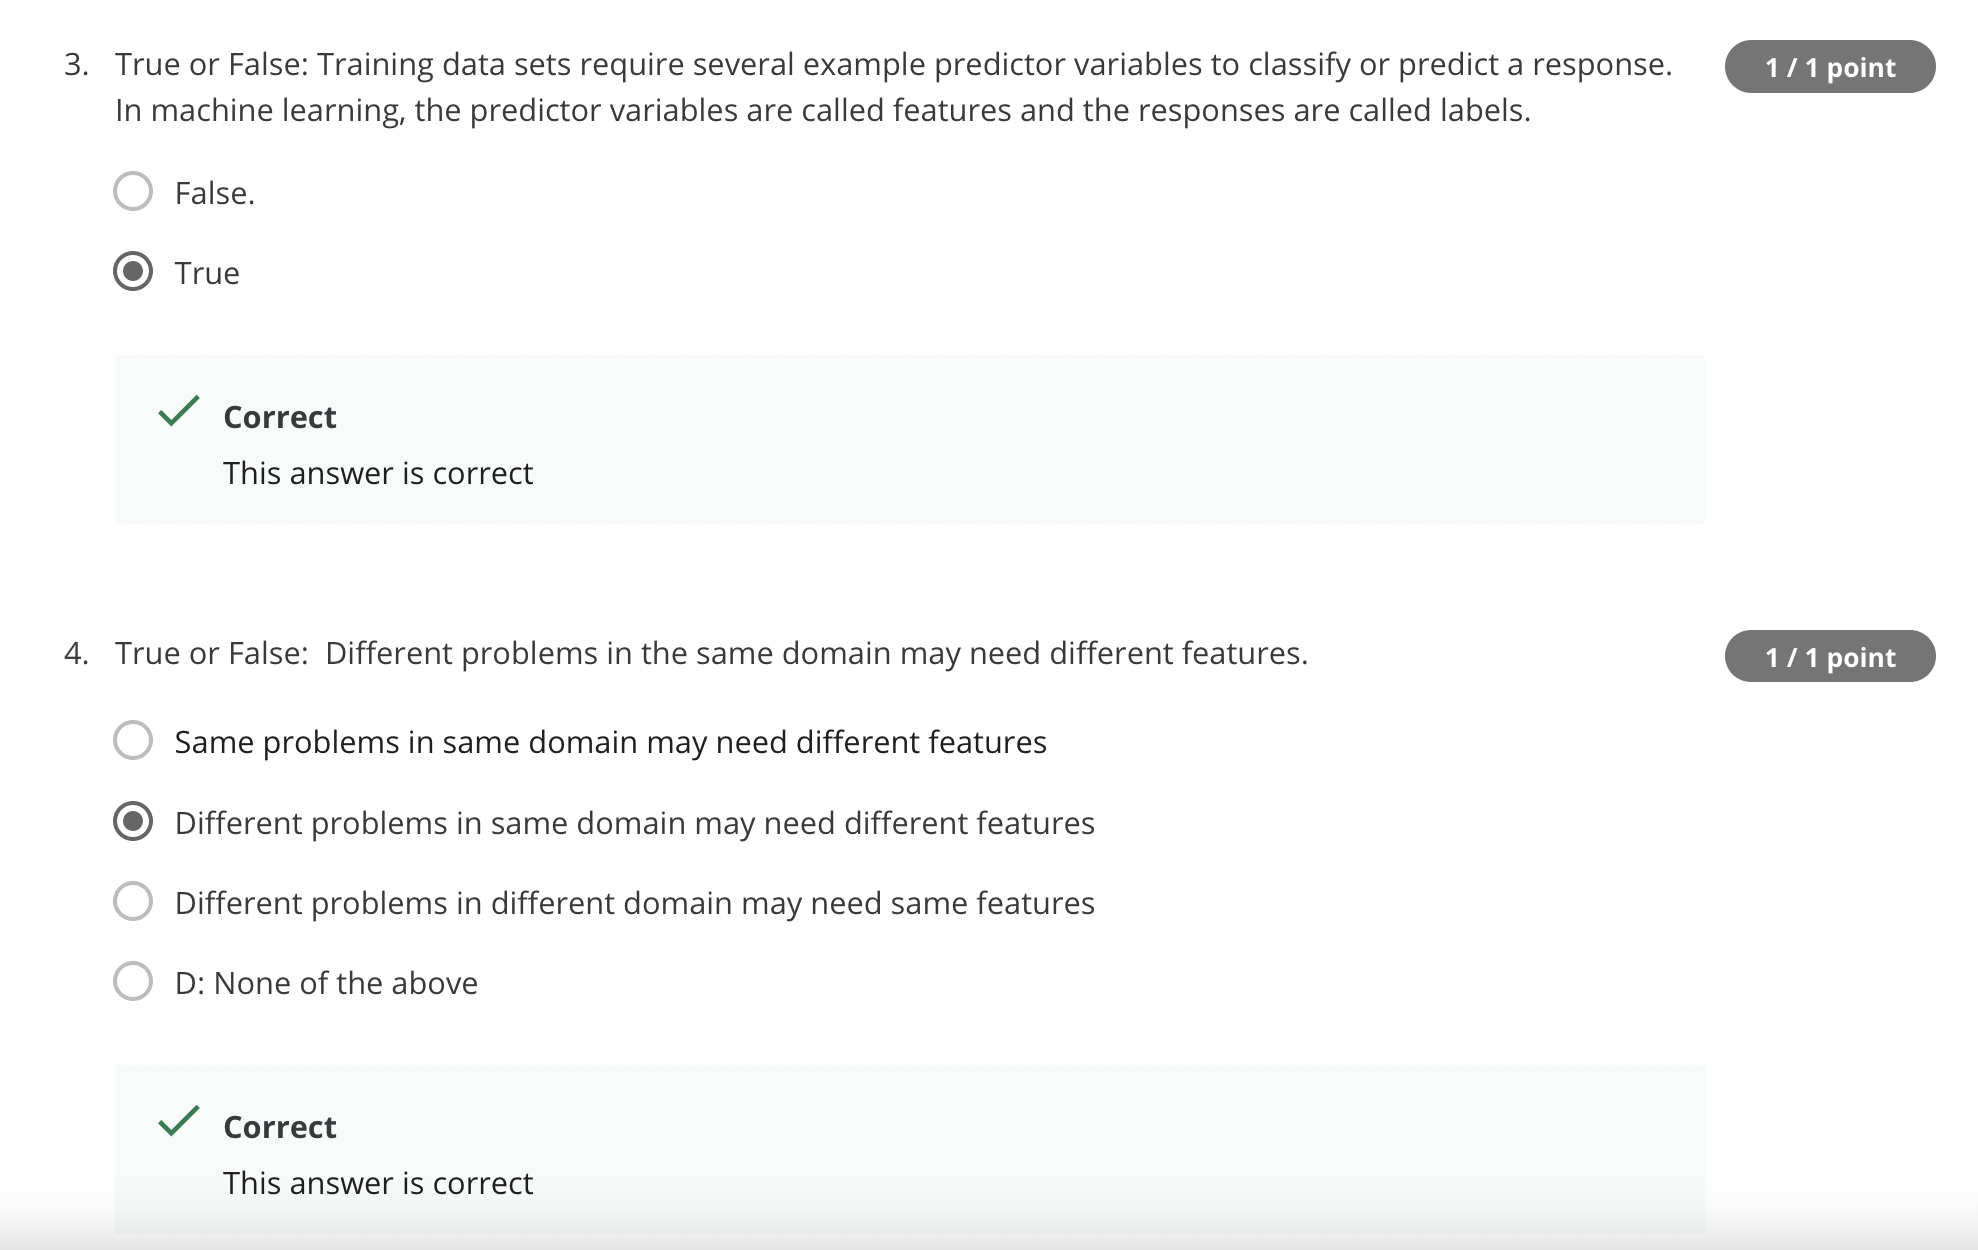 3. True or False: Training data sets require several example predictor variables to classify or predict a response.
In machine learning, the predictor variables are called features and the responses are called labels.
1 / 1 point
False.
True
Correct
This answer is correct
4. True or False:  Different problems in the same domain may need different features.
1 / 1 point
Same problems in same domain may need different features
Different problems in same domain may need different features
Different problems in different domain may need same features
D: None of the above
Correct
This answer is correct